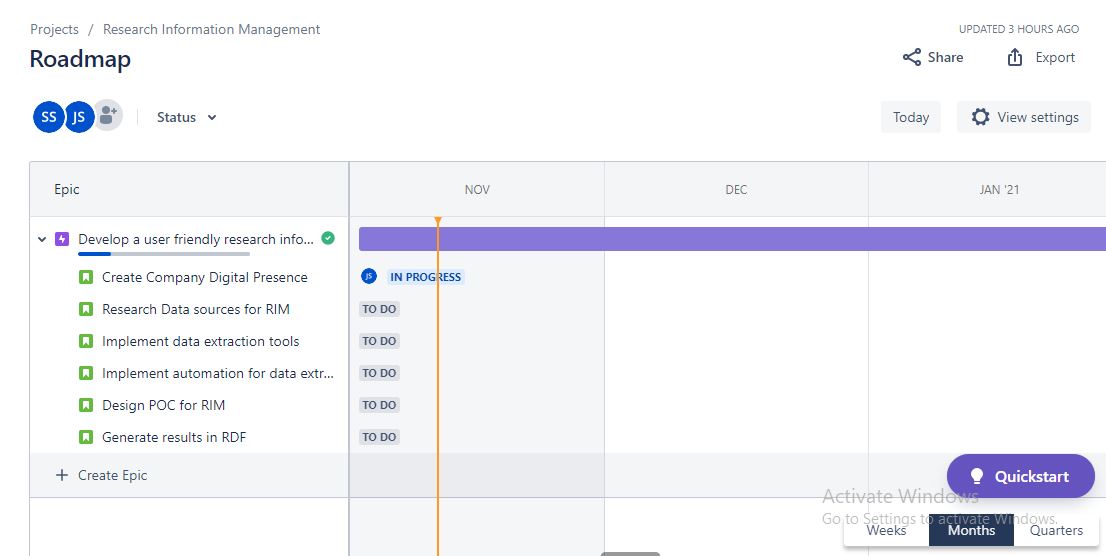 Projects / Research Information Management
UPDATED 3 HOURS AGO
Roadmap
Share
Export
SS JS
Status
Today
View settings
Epic
NOV
DEC
JAN '21
Develop a user friendly research info...
Create Company Digital Presence
JS IN PROGRESS
Research Data sources for RIM
TO DO
Implement data extraction tools
TO DO
Implement automation for data extr...
TO DO
Design POC for RIM
TO DO
Generate results in RDF
TO DO
+ Create Epic
Quickstart
Activate Windows
Go to Settings to activate Windows.
Weeks
Months
Quarters